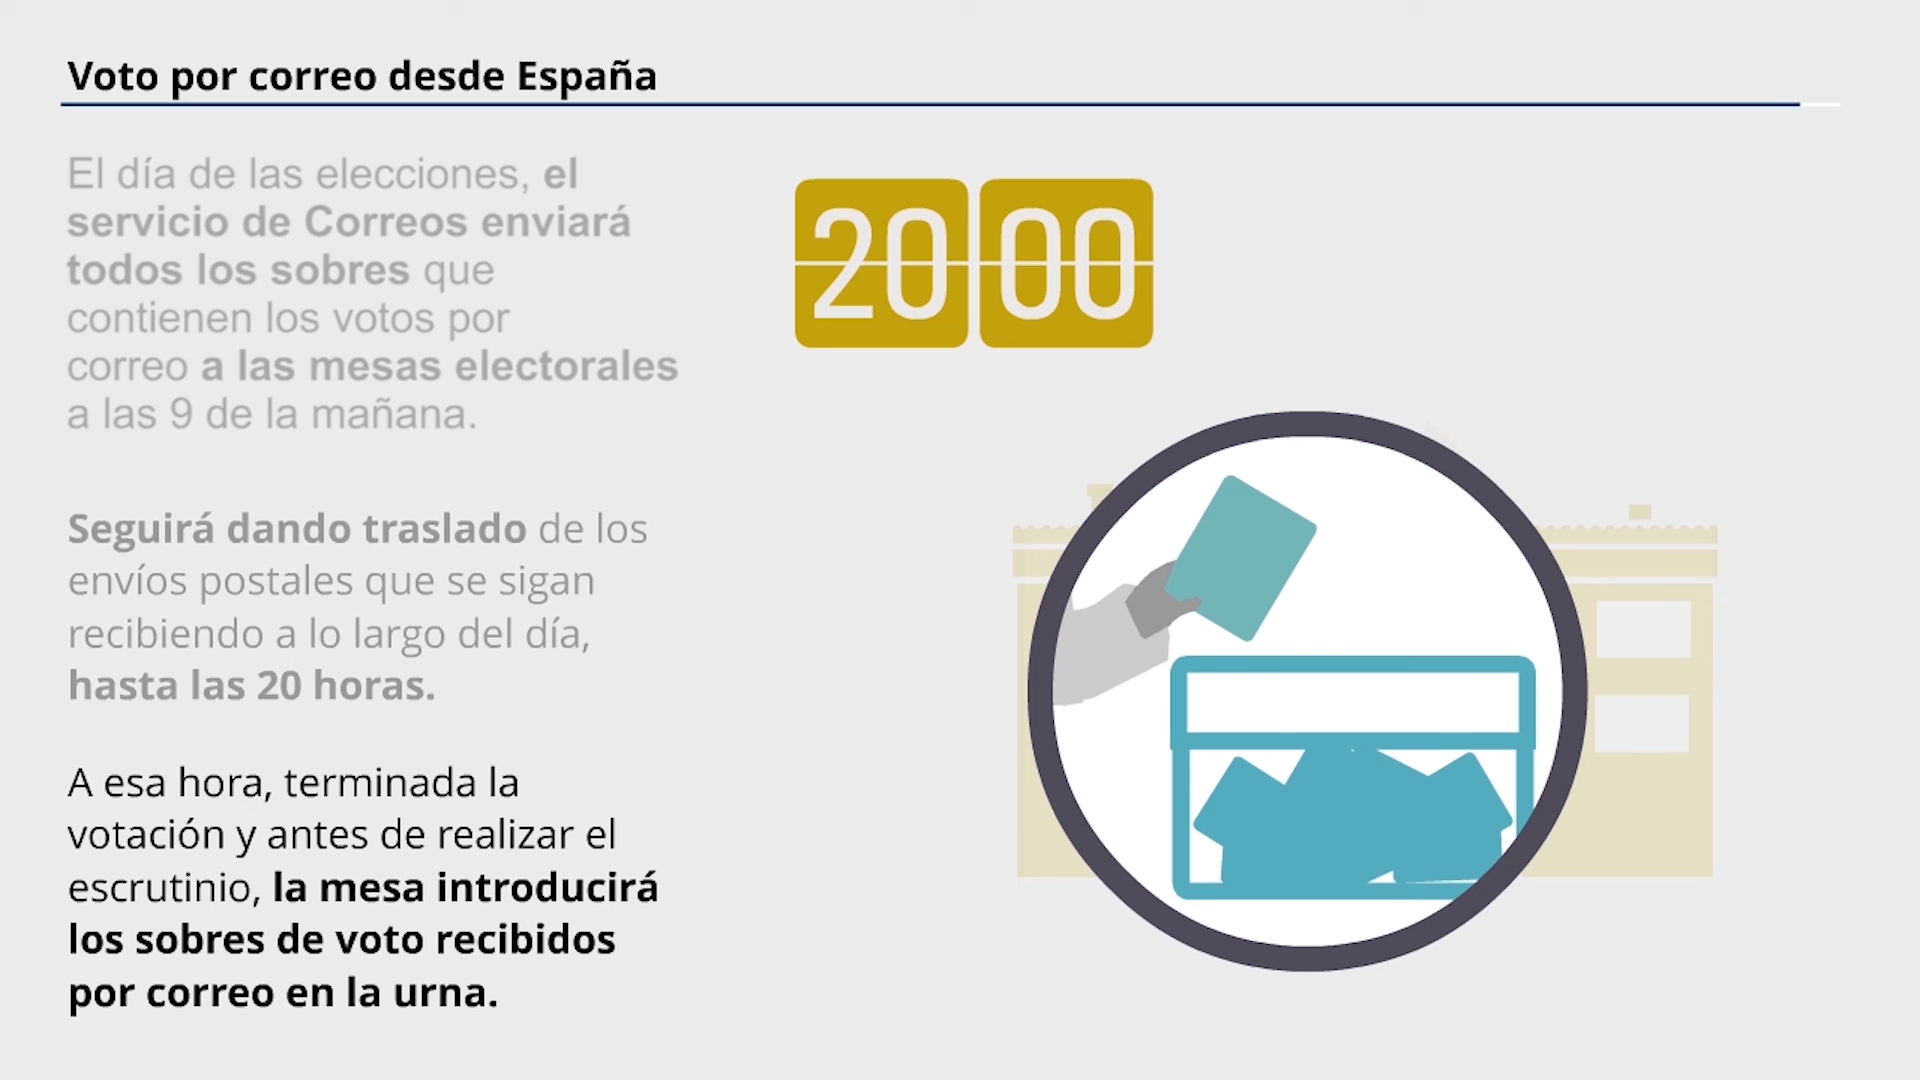 Voto por correo desde España
El día de las elecciones, el
servicio de Correos enviará
todos los sobres que
contienen los votos por
correo a las mesas electorales
a las 9 de la mañana.
Seguirá dando traslado de los
envíos postales que se sigan
recibiendo a lo largo del día,
hasta las 20 horas.
A esa hora, terminada la
votación y antes de realizar el
escrutinio, la mesa introducirá
los sobres de voto recibidos
por correo en la urna.
20 00